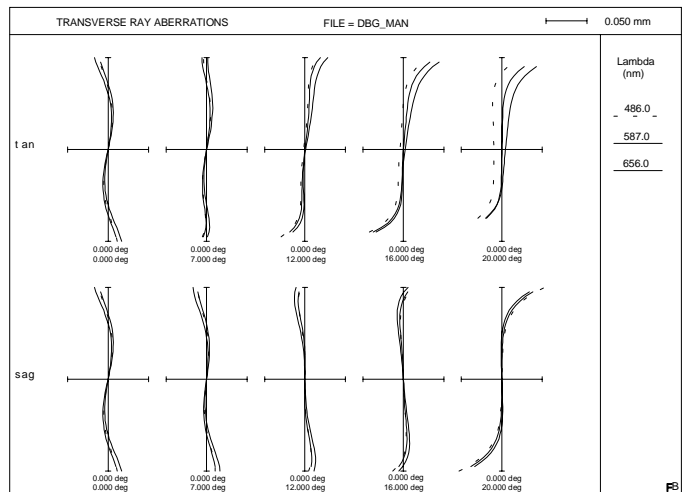 TRANSVERSE RAY ABERRATIONS FILE = DBG_MAN 0.050 mm
Lambda
(nm)
486.0
587.0
656.0
tan
0.000 deg 0.000 deg 0.000 deg 0.000 deg 0.000 deg
0.000 deg 7.000 deg 12.000 deg 16.000 deg 20.000 deg
sag
0.000 deg 0.000 deg 0.000 deg 0.000 deg 0.000 deg
0.000 deg 7.000 deg 12.000 deg 16.000 deg 20.000 deg